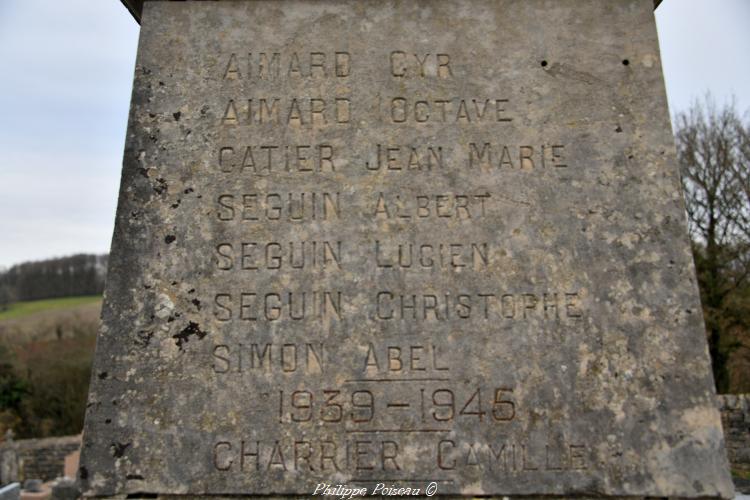 AIMARD CYR
AIMARD OCTAVE
CATIER JEAN MARIE
SEGUIN ALBERT
SEGUIN LUCIEN
SEGUIN CHRISTOPHE
SIMON ABEL
1939-1945
CHARRIER CAMILLE
Philippe Poiseau ©